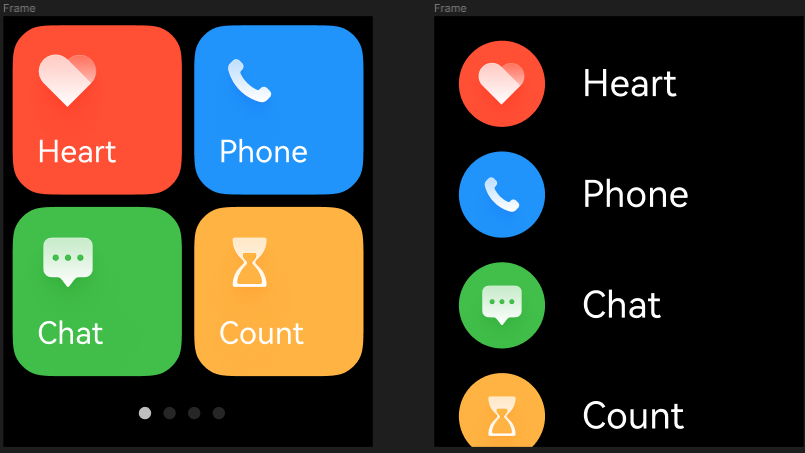 Frame
Heart
Phone
Chat
Count
Frame
Heart
Phone
Chat
Count